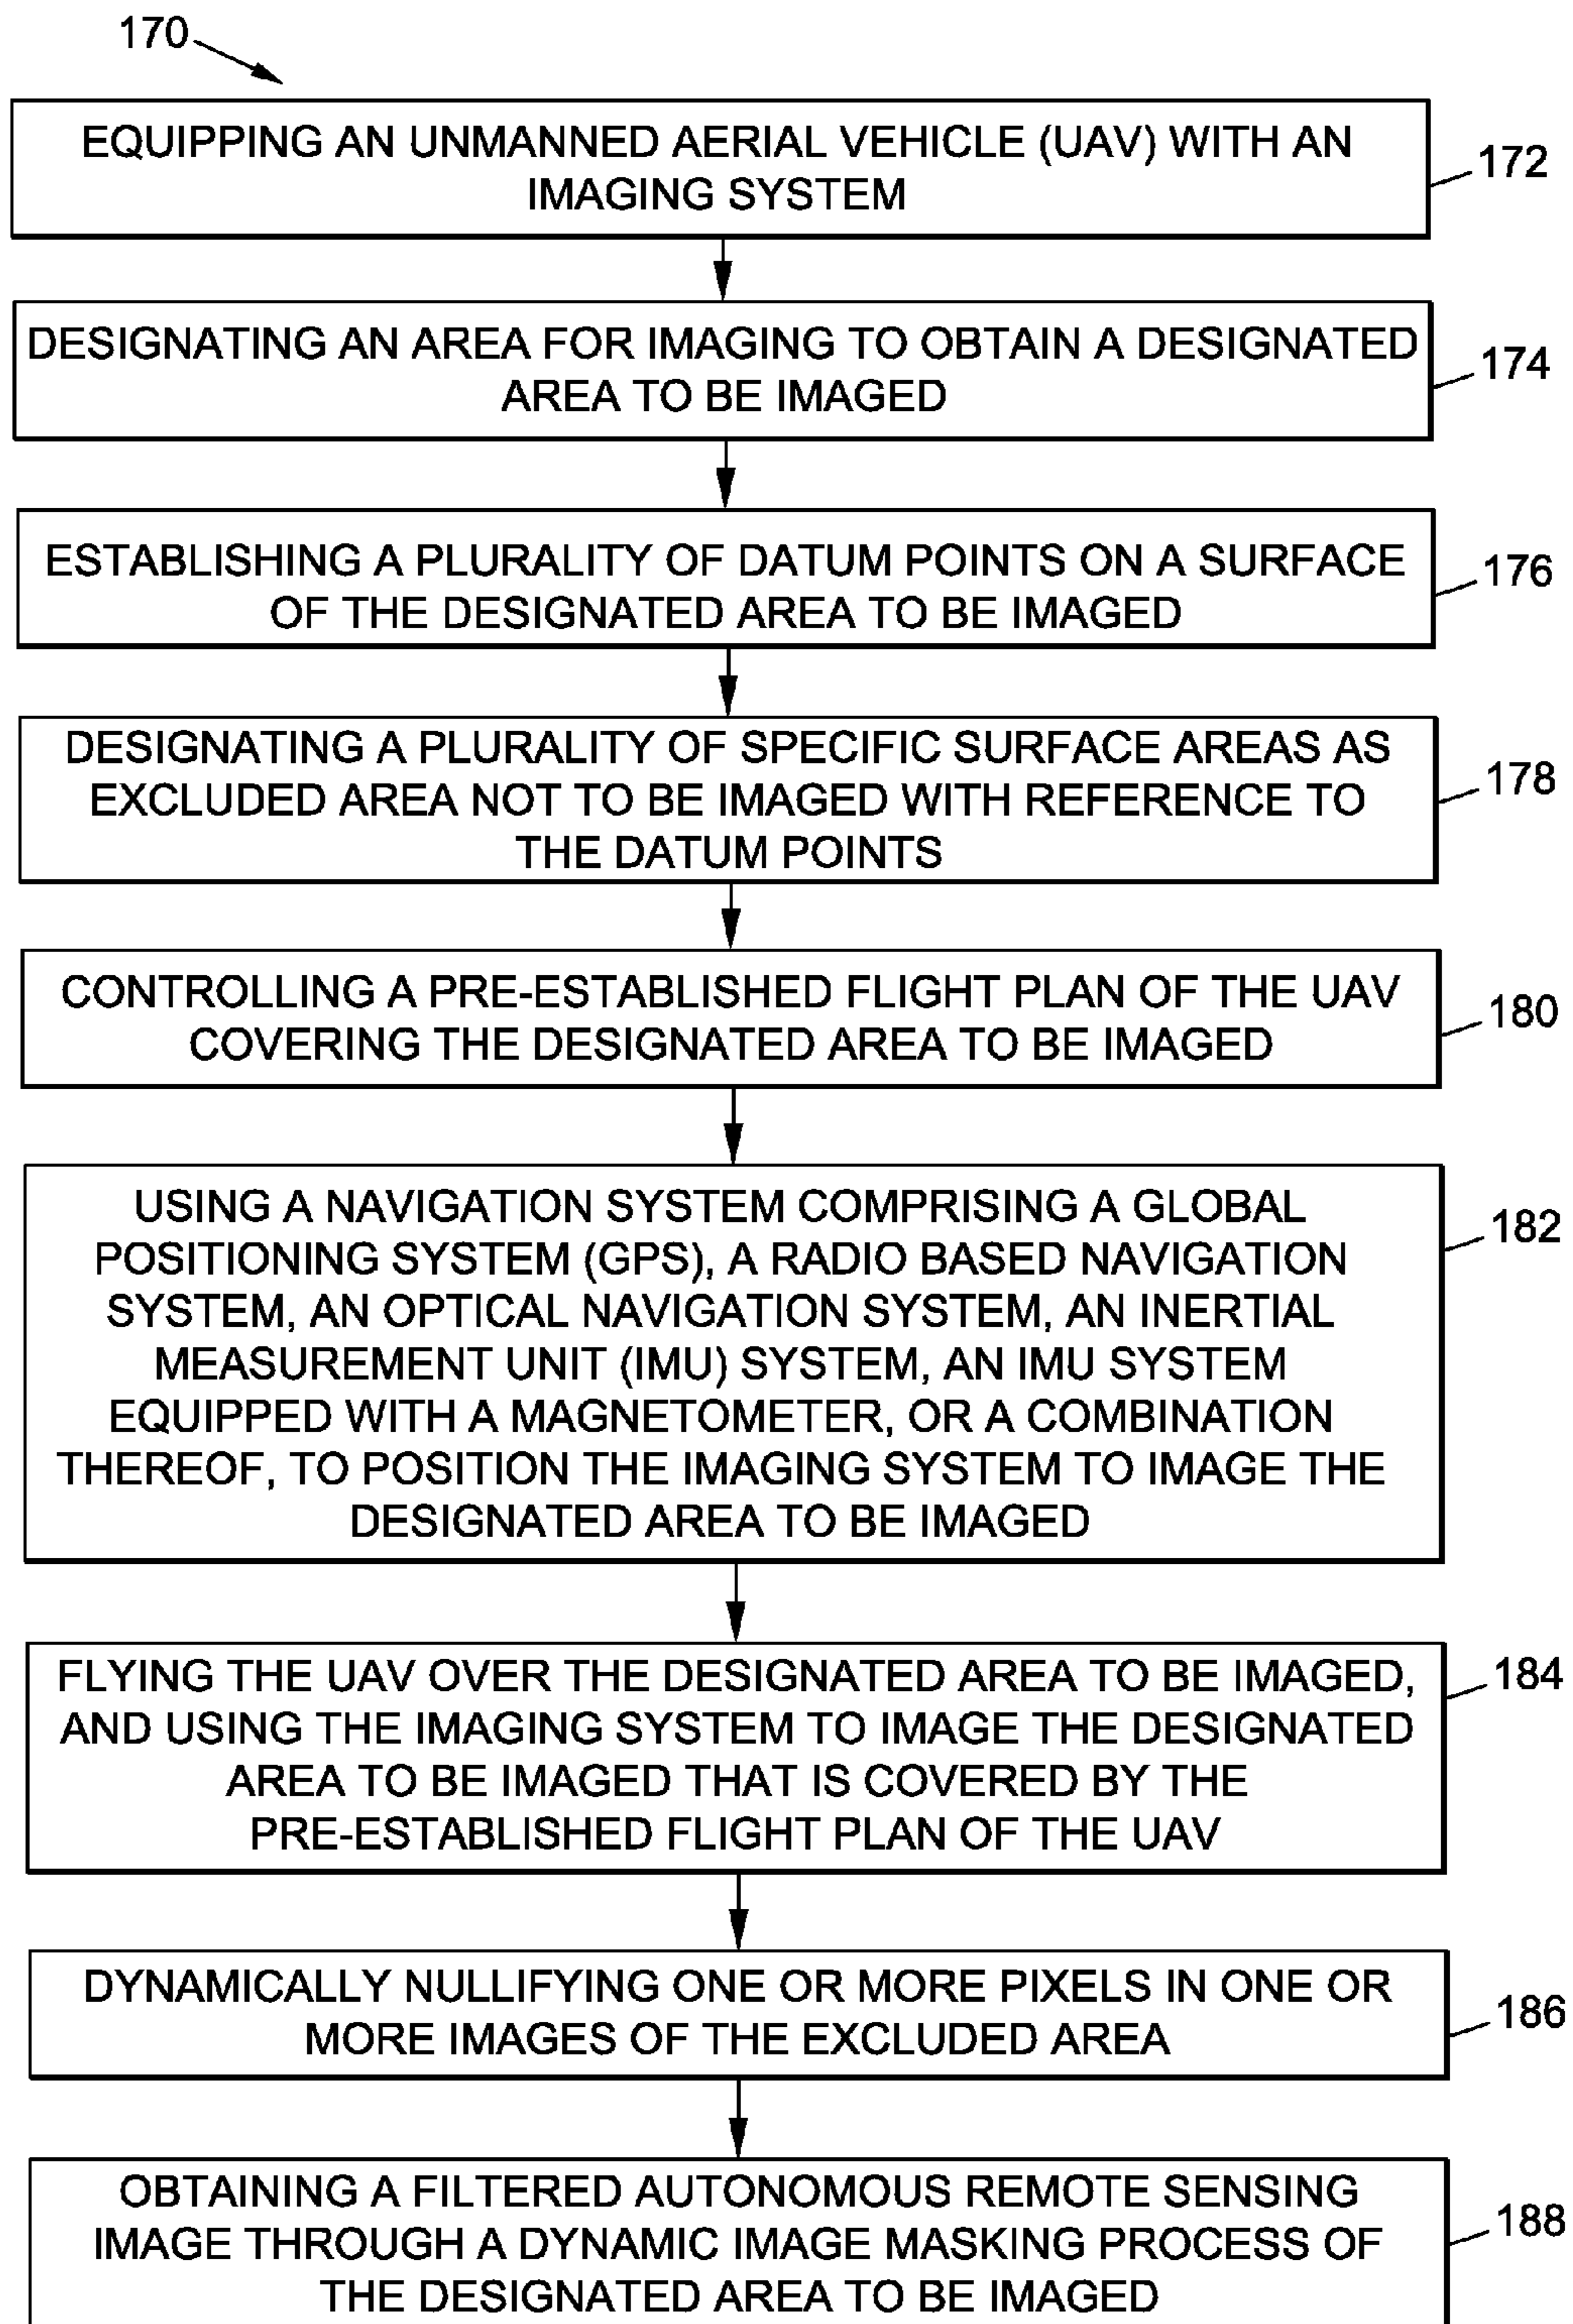 170
EQUIPPING AN UNMANNED AERIAL VEHICLE (UAV) WITH AN
IMAGING SYSTEM
172
DESIGNATING AN AREA FOR IMAGING TO OBTAIN A DESIGNATED
AREA TO BE IMAGED
174
ESTABLISHING A PLURALITY OF DATUM POINTS ON A SURFACE
OF THE DESIGNATED AREA TO BE IMAGED
176
DESIGNATING A PLURALITY OF SPECIFIC SURFACE AREAS AS
EXCLUDED AREA NOT TO BE IMAGED WITH REFERENCE TO
THE DATUM POINTS
178
CONTROLLING A PRE-ESTABLISHED FLIGHT PLAN OF THE UAV
COVERING THE DESIGNATED AREA TO BE IMAGED
180
USING A NAVIGATION SYSTEM COMPRISING A GLOBAL
POSITIONING SYSTEM (GPS), A RADIO BASED NAVIGATION
SYSTEM, AN OPTICAL NAVIGATION SYSTEM, AN INERTIAL
MEASUREMENT UNIT (IMU) SYSTEM, AN IMU SYSTEM
EQUIPPED WITH A MAGNETOMETER, OR A COMBINATION
THEREOF, TO POSITION THE IMAGING SYSTEM TO IMAGE THE
DESIGNATED AREA TO BE IMAGED
182
FLYING THE UAV OVER THE DESIGNATED AREA TO BE IMAGED,
AND USING THE IMAGING SYSTEM TO IMAGE THE DESIGNATED
AREA TO BE IMAGED THAT IS COVERED BY THE
PRE-ESTABLISHED FLIGHT PLAN OF THE UAV
184
DYNAMICALLY NULLIFYING ONE OR MORE PIXELS IN ONE OR
MORE IMAGES OF THE EXCLUDED AREA
186
OBTAINING A FILTERED AUTONOMOUS REMOTE SENSING
IMAGE THROUGH A DYNAMIC IMAGE MASKING PROCESS OF
THE DESIGNATED AREA TO BE IMAGED
188